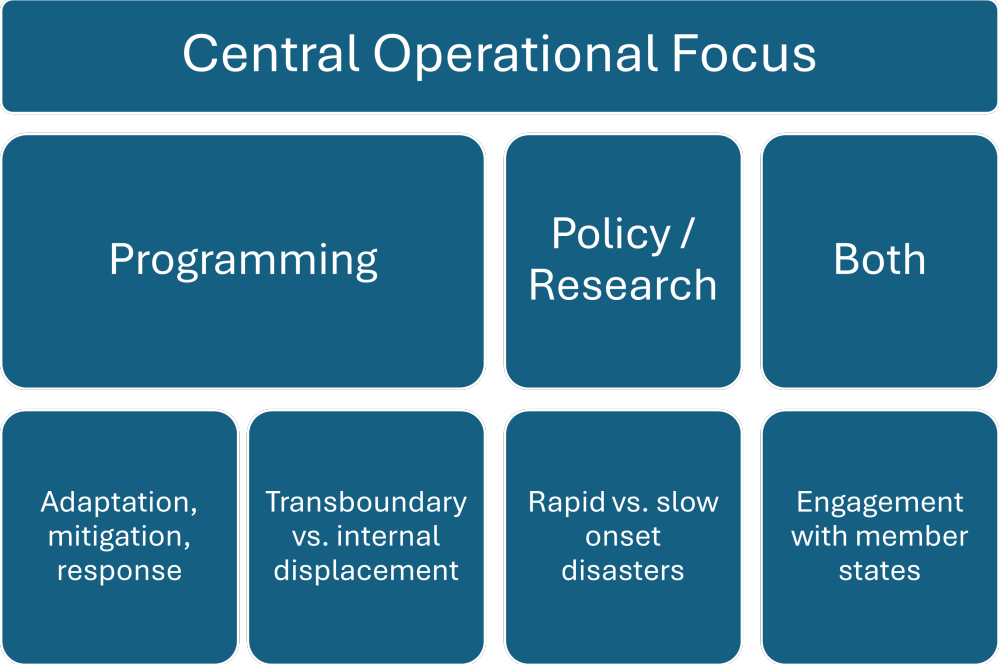 Central Operational Focus
Programming
Policy /
Research
Both
Adaptation,
mitigation,
response
Transboundary
vs. internal
displacement
Rapid vs. slow
onset
disasters
Engagement
with member
states